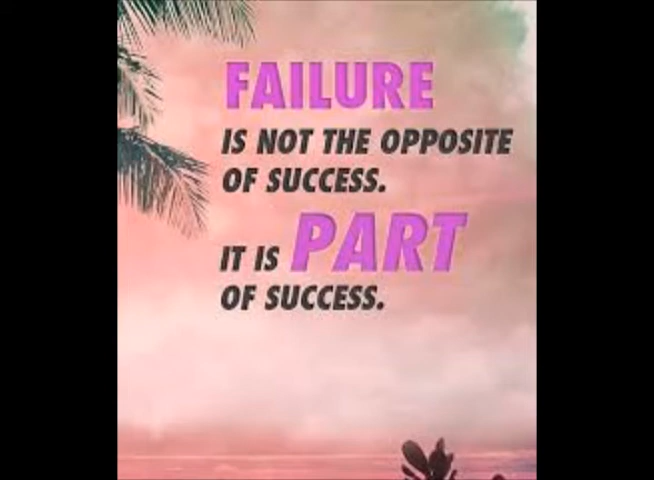 FAILURE
IS NOT THE OPPOSITE
OF SUCCESS.
IT IS PART
OF SUCCESS.